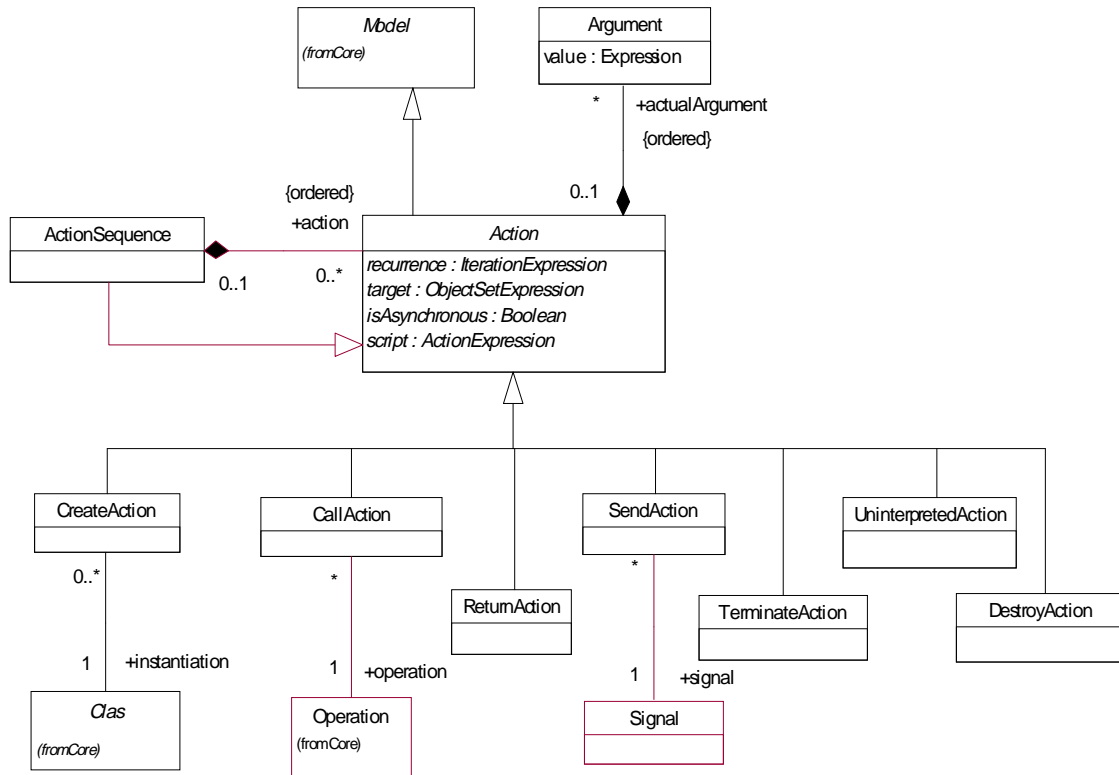 Model
(fromCore)
Argument
value : Expression
*
+actualArgument
{ordered}
0..1
{ordered}
+action
ActionSequence
0..1
0..*
Action
recurrence : IterationExpression
target : ObjectSetExpression
isAsynchronous : Boolean
script : ActionExpression
CreateAction
CallAction
SendAction
UninterpretedAction
ReturnAction
TerminateAction
DestroyAction
0..*
*
*
1
+instantiation
1
+operation
1
+signal
Clas
(fromCore)
Operation
(fromCore)
Signal